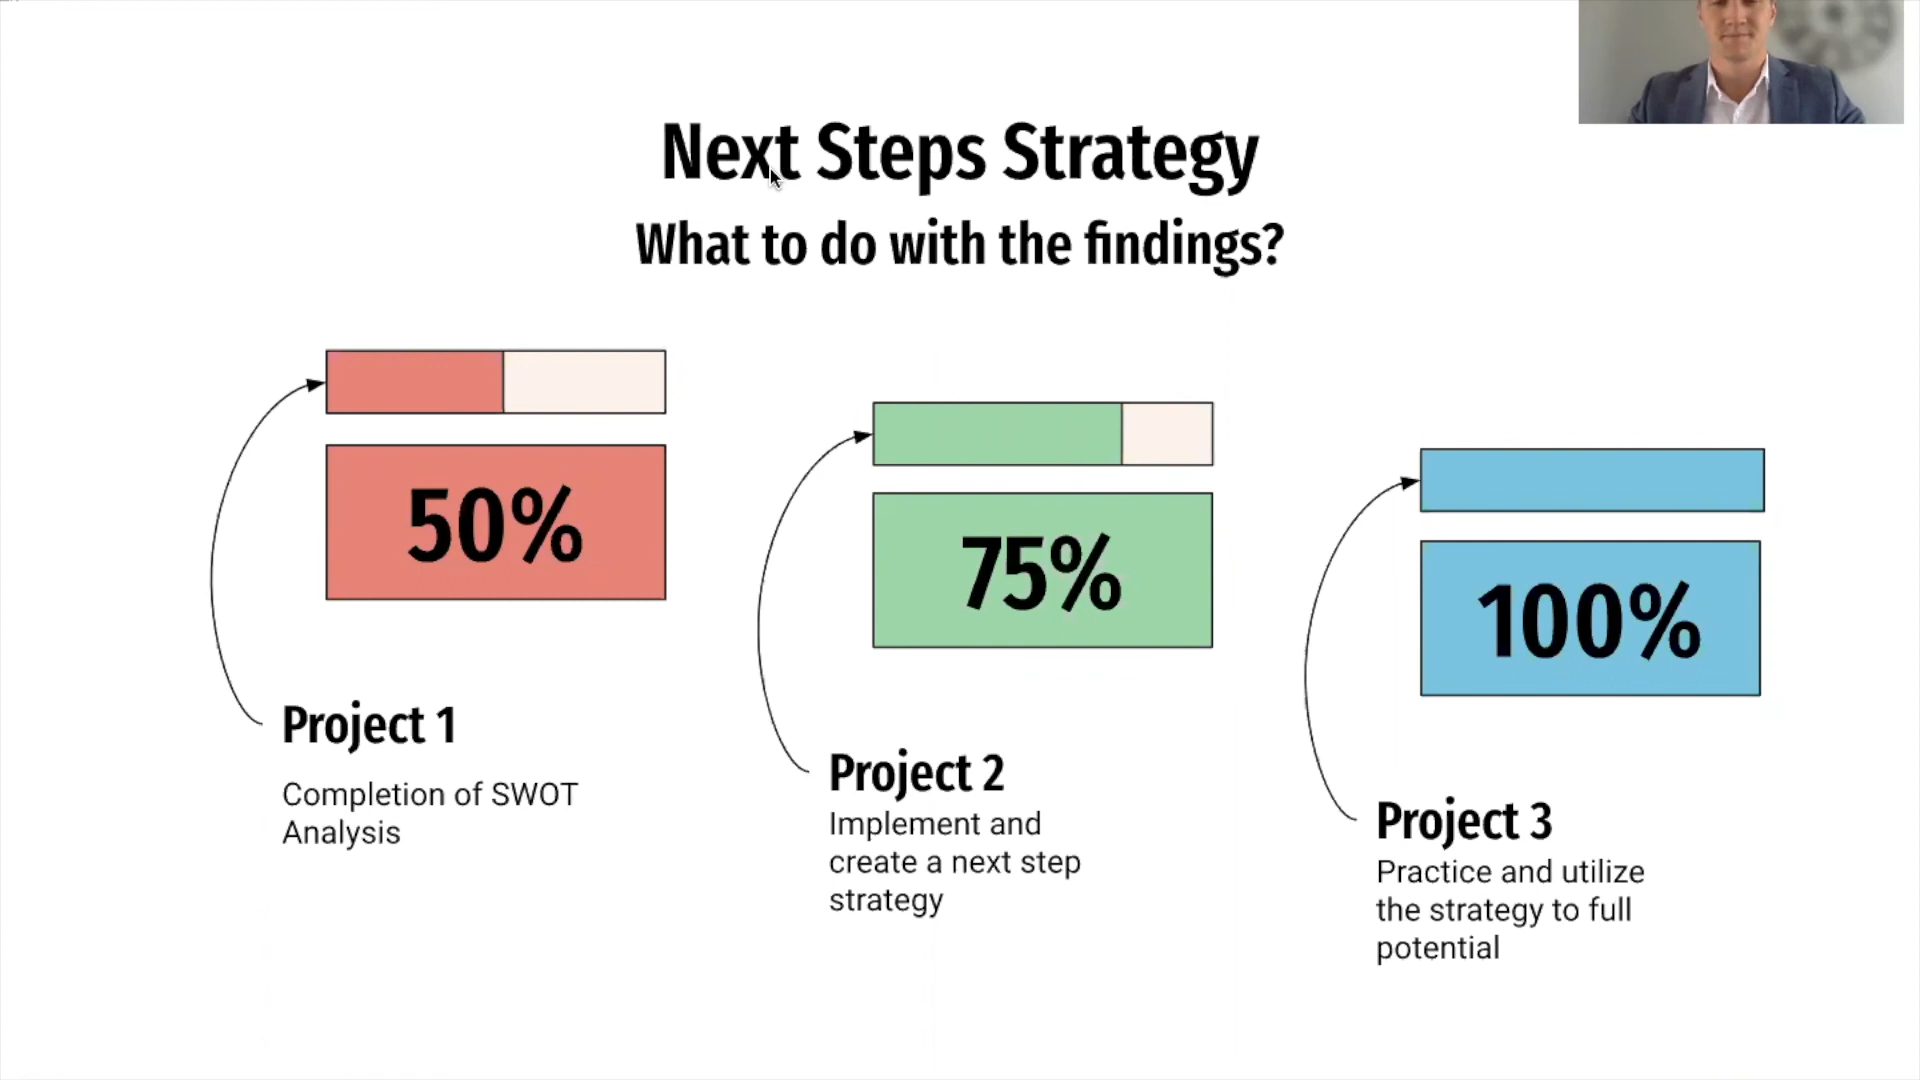 Next Steps Strategy
What to do with the findings?
50%
Project 1
Completion of SWOT
Analysis
75%
Project 2
Implement and
create a next step
strategy
100%
Project 3
Practice and utilize
the strategy to full
potential